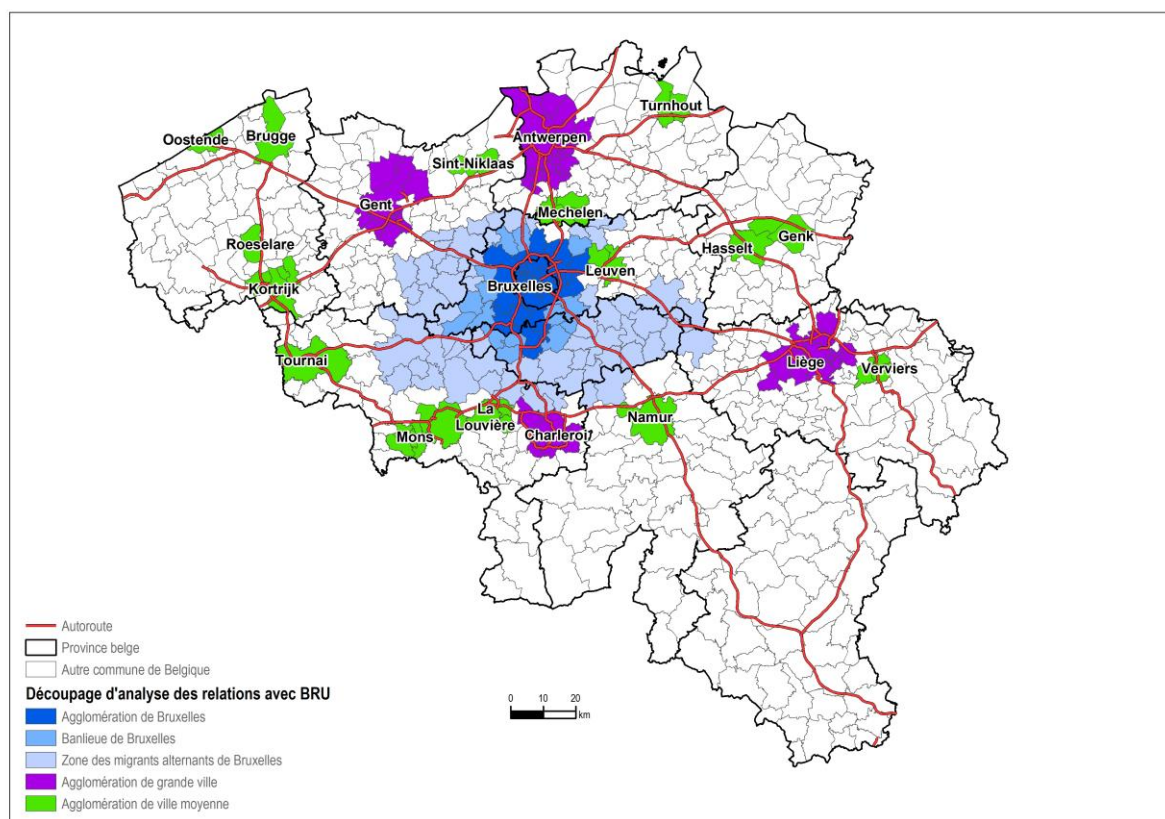 Turnhout
Antwerpen
Oostende
Brugge
Sint-Niklaas
Gent
Mechelen
Roeselare
Genk
Hasselt
Leuven
Bruxelles
Kortrijk
Tournai
Liège
Verviers
La
Louvière
Mons
Charleroi
Namur
Autoroute
Province belge
Autre commune de Belgique
Découpage d'analyse des relations avec BRU
Agglomération de Bruxelles
Banlieue de Bruxelles
Zone des migrants alternants de Bruxelles
Agglomération de grande ville
Agglomération de ville moyenne
0 10 20
km